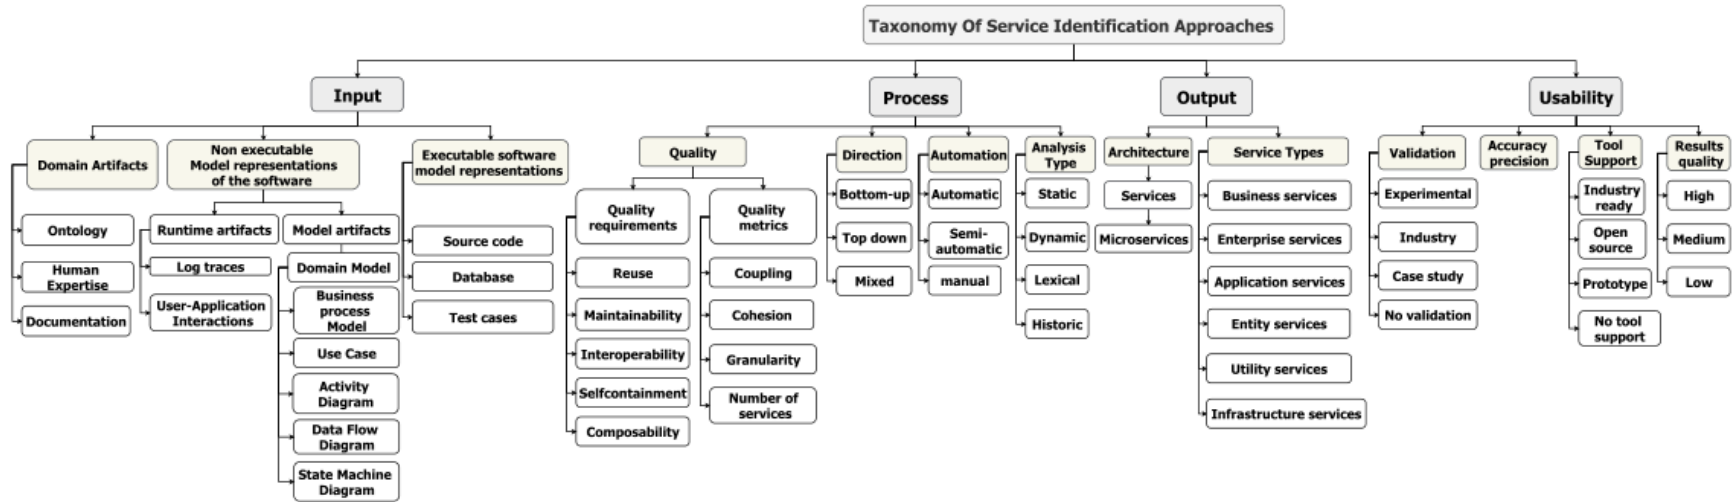 Taxonomy Of Service Identification Approaches
Input
Process
Output
Usability
Domain Artifacts
Ontology
Human
Expertise
Documentation
Non executable
Model representations
of the software
Runtime artifacts
Log traces
User-Application
Interactions
Model artifacts
Domain Model
Business
process
Model
Use Case
Activity
Diagram
Data Flow
Diagram
State Machine
Diagram
Executable software
model representations
Source code
Database
Test cases
Quality
Quality
requirements
Reuse
Maintainability
Interoperability
Selfcontainment
Composability
Quality
metrics
Coupling
Cohesion
Granularity
Number of
services
Direction
Bottom-up
Top down
Mixed
Automation
Automatic
Semi-
automatic
manual
Analysis
Type
Static
Dynamic
Lexical
Historic
Architecture
Services
Microservices
Service Types
Business services
Enterprise services
Application services
Entity services
Utility services
Infrastructure services
Validation
Experimental
Industry
Case study
No validation
Accuracy
precision
Tool
Support
Industry
ready
Open
source
Prototype
No tool
support
Results
quality
High
Medium
Low